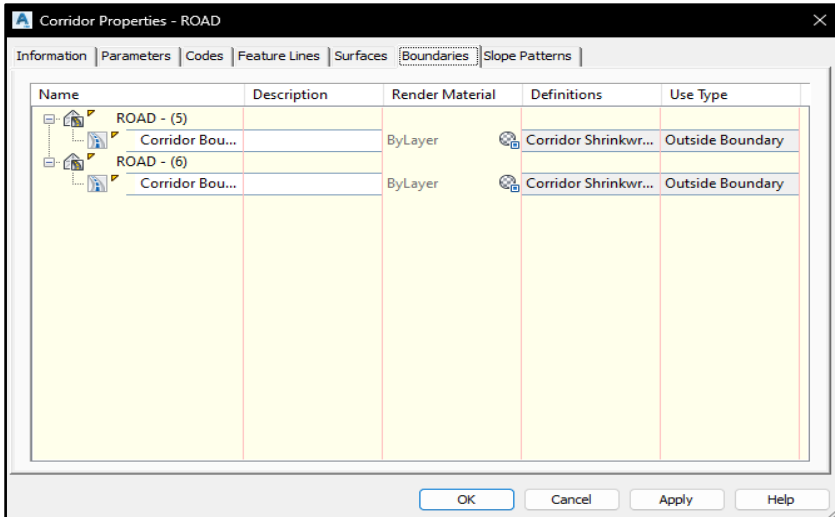 A Corridor Properties - ROAD
Information Parameters Codes Feature Lines Surfaces Boundaries Slope Patterns
Name Description Render Material Definitions Use Type
ROAD - (5)
Corridor Bou... ByLayer Corridor Shrinkwr... Outside Boundary
ROAD - (6)
Corridor Bou... ByLayer Corridor Shrinkwr... Outside Boundary
OK Cancel Apply Help